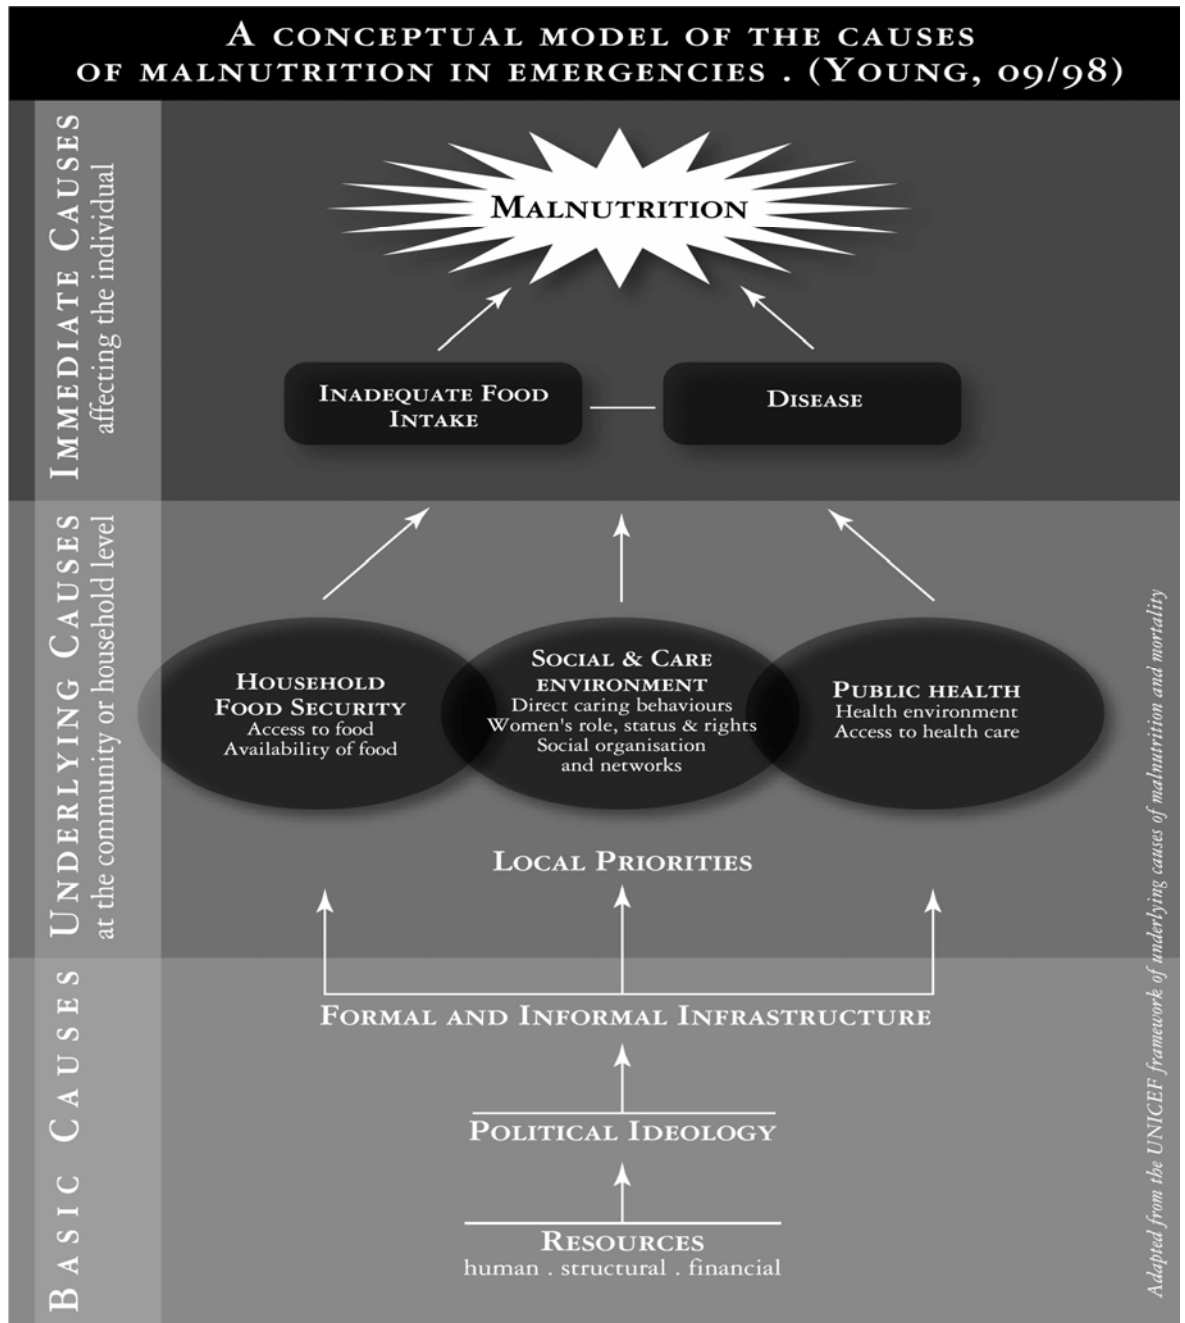 A CONCEPTUAL MODEL OF THE CAUSES
OF MALNUTRITION IN EMERGENCIES . (YOUNG, 09/98)
IMMEDIATE CAUSES
affecting the individual
MALNUTRITION
INADEQUATE FOOD
INTAKE
DISEASE
UNDERLYING CAUSES
at the community or household level
HOUSEHOLD
FOOD SECURITY
Access to food
Availability of food
SOCIAL & CARE
ENVIRONMENT
Direct caring behaviours
Women's role, status & rights
Social organisation
and networks
PUBLIC HEALTH
Health environment
Access to health care
LOCAL PRIORITIES
BASIC CAUSES
FORMAL AND INFORMAL INFRASTRUCTURE
POLITICAL IDEOLOGY
RESOURCES
human . structural . financial
Adapted from the UNICEF framework of underlying causes of malnutrition and mortality